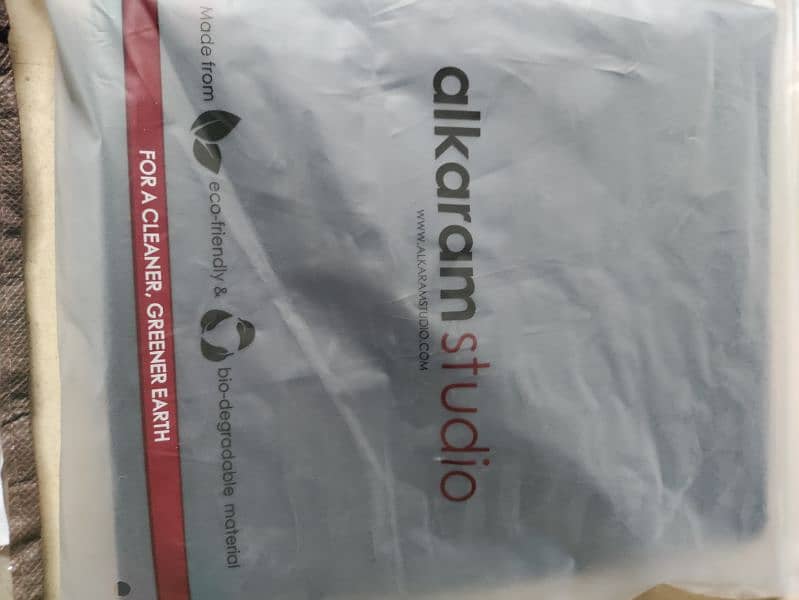 alkaram studio
WWW.ALKARAMSTUDIO.COM
Made from eco-friendly & bio-degradable material
FOR A CLEANER, GREENER EARTH